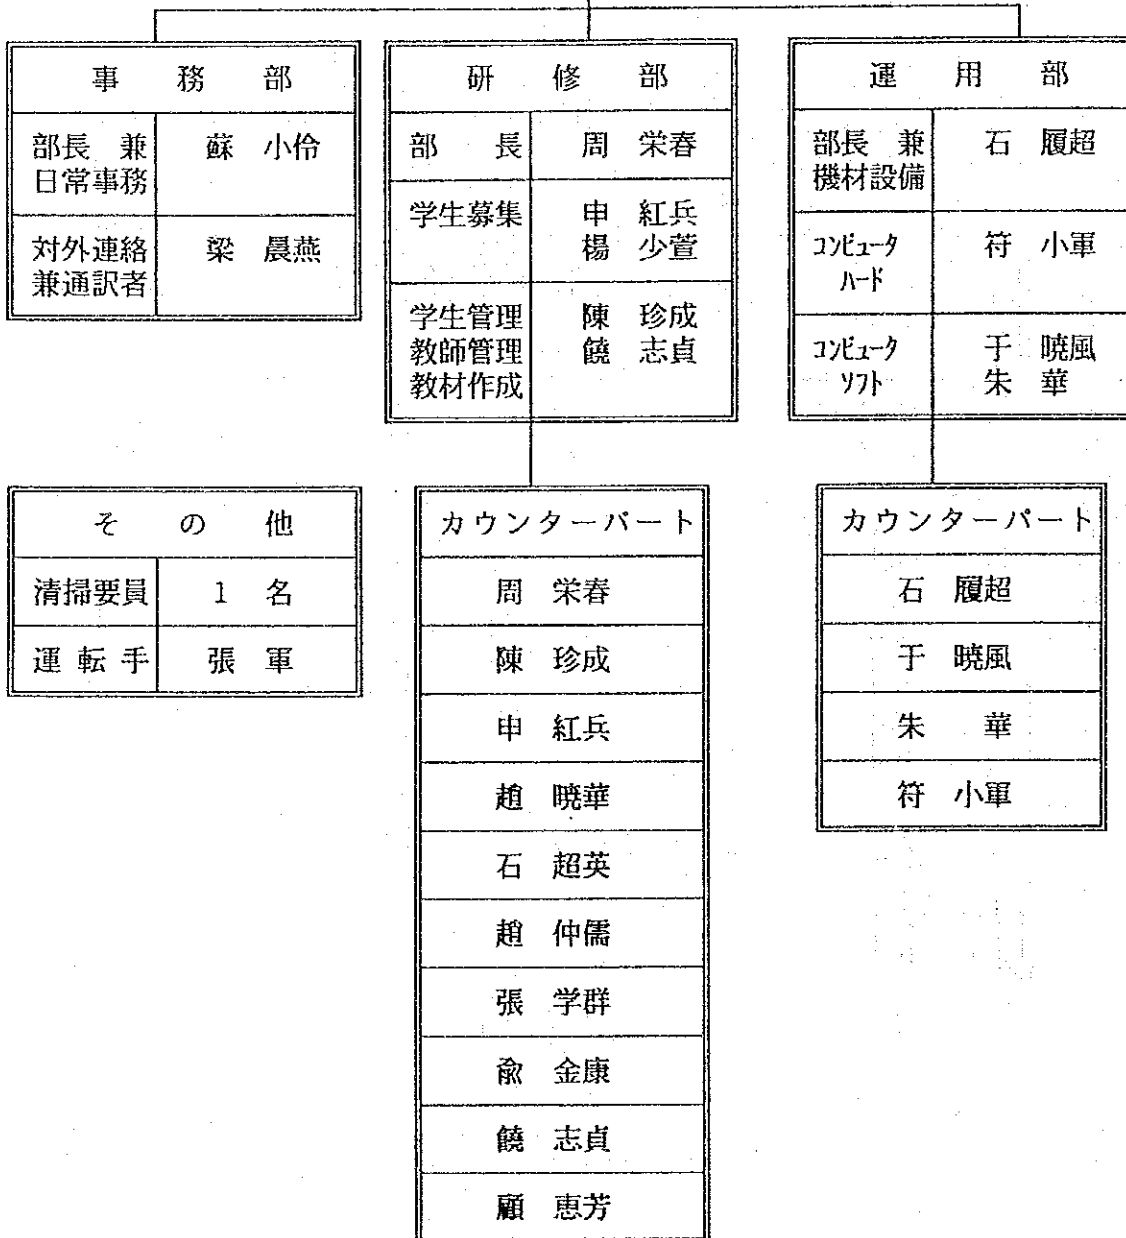 事務部
部長 兼 蘇 小伶
日常事務
対外連絡 梁 晨燕
兼通訳者
研修部
部長 周 栄春
学生募集 申 紅兵
楊 少萱
学生管理 陳 珍成
教師管理 饒 志貞
教材作成
運用部
部長 兼 石 履超
機材設備
コンピュータ 符 小軍
ハード
コンピュータ 于 暁風
ソフト 朱 華
その他
清掃要員 1 名
運転手 張 軍
カウンターパート
周 栄春
陳 珍成
申 紅兵
趙 暁華
石 超英
趙 仲儒
張 学群
兪 金康
饒 志貞
顧 恵芳
カウンターパート
石 履超
于 暁風
朱 華
符 小軍